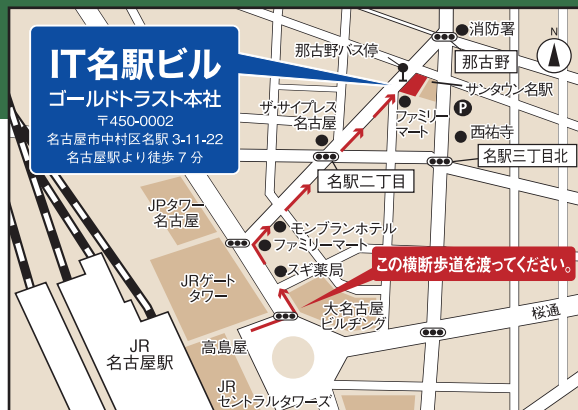 IT名駅ビル
ゴールドトラスト本社
〒450-0002
名古屋市中村区名駅 3-11-22
名古屋駅より徒歩 7 分
N
消防署
那古野バス停
那古野
サンタウン名駅
ザ・サイプレス
名古屋
ファミリー
マート
P
西祐寺
名駅三丁目北
名駅二丁目
JPタワー
名古屋
モンブランホテル
ファミリーマート
スギ薬局
この横断歩道を渡ってください。
JRゲート
タワー
大名古屋
ビルヂング
桜通
JR
名古屋駅
高島屋
JR
セントラルタワーズ